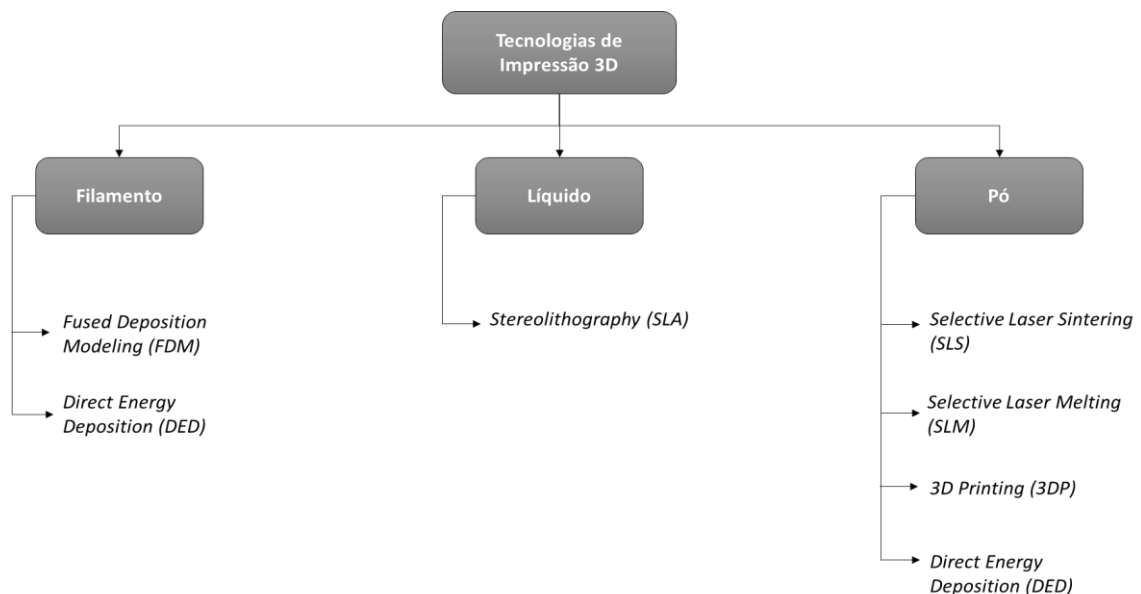 Tecnologias de
Impressão 3D
Filamento
Líquido
Pó
Fused Deposition
Modeling (FDM)
Direct Energy
Deposition (DED)
Stereolithography (SLA)
Selective Laser Sintering
(SLS)
Selective Laser Melting
(SLM)
3D Printing (3DP)
Direct Energy
Deposition (DED)